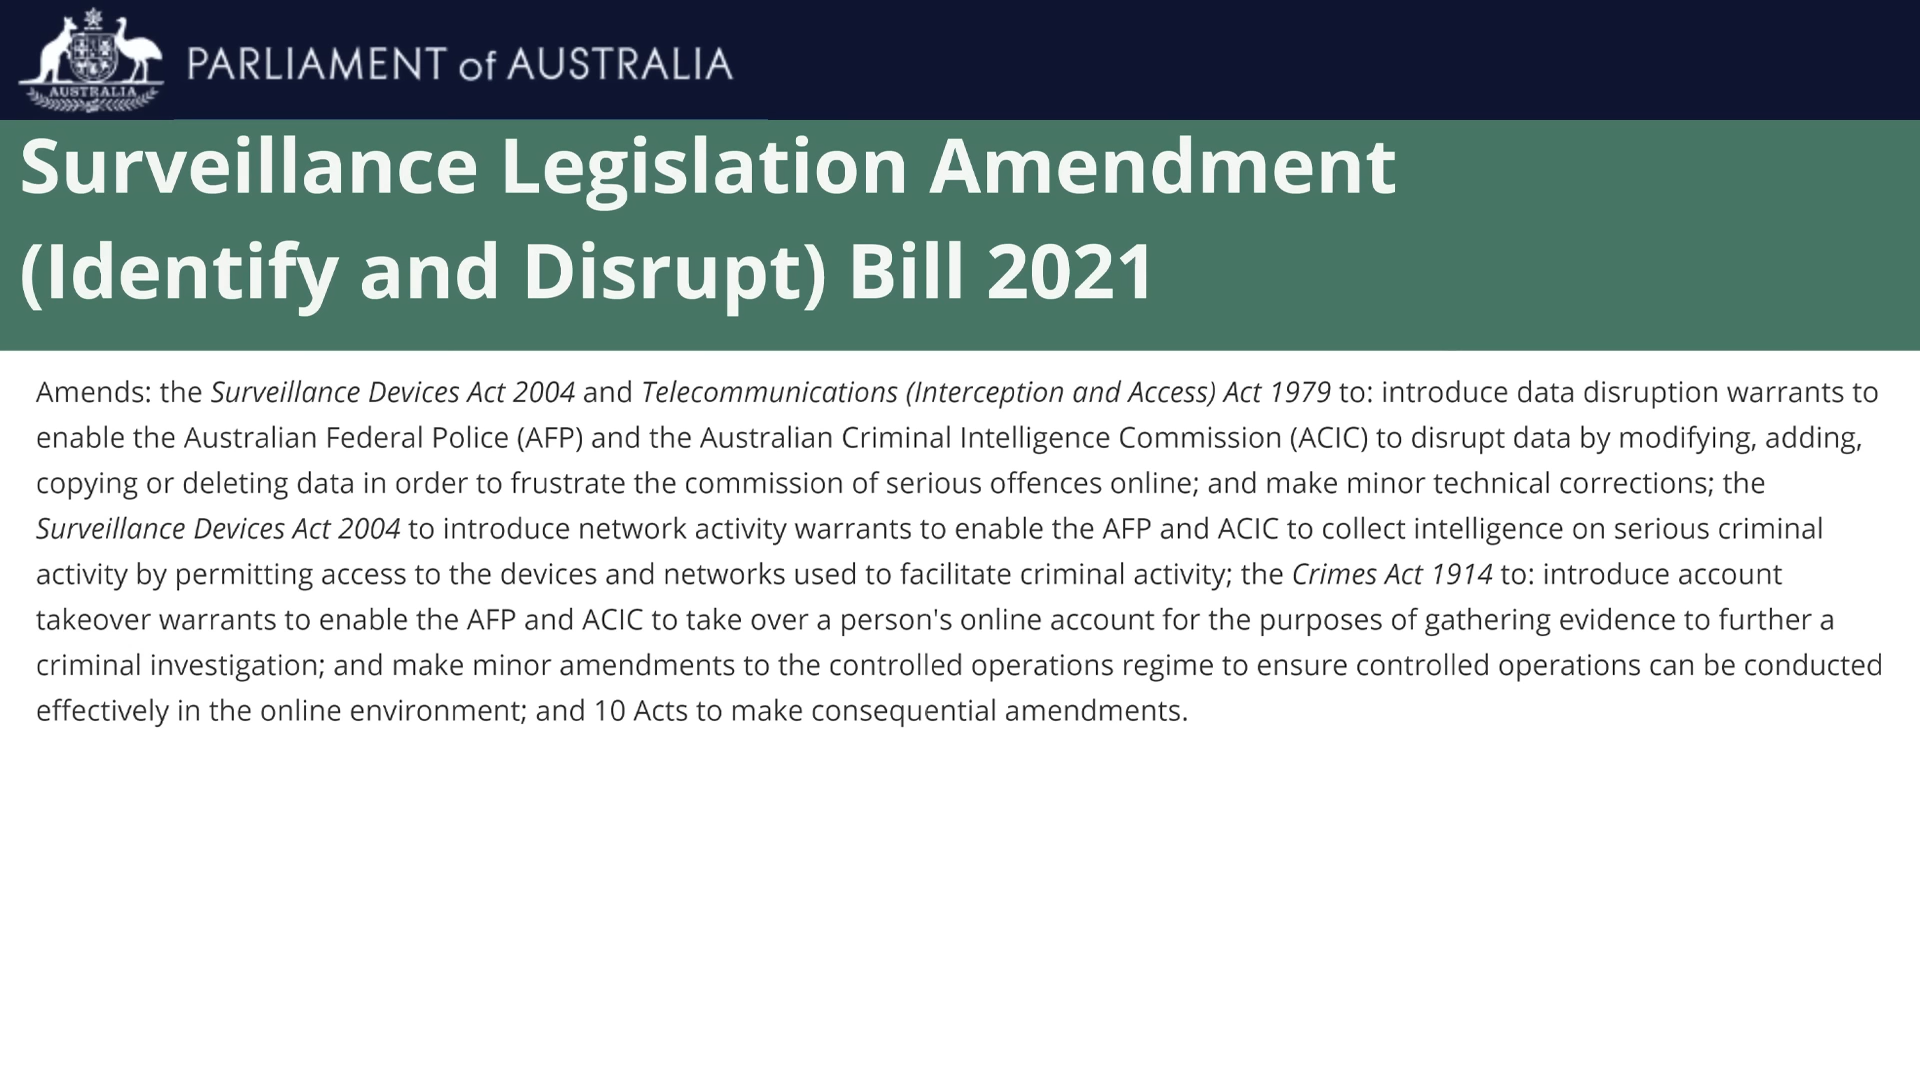 AUSTRALIA
PARLIAMENT of AUSTRALIA
Surveillance Legislation Amendment
(Identify and Disrupt) Bill 2021
Amends: the Surveillance Devices Act 2004 and Telecommunications (Interception and Access) Act 1979 to: introduce data disruption warrants to
enable the Australian Federal Police (AFP) and the Australian Criminal Intelligence Commission (ACIC) to disrupt data by modifying, adding,
copying or deleting data in order to frustrate the commission of serious offences online; and make minor technical corrections; the
Surveillance Devices Act 2004 to introduce network activity warrants to enable the AFP and ACIC to collect intelligence on serious criminal
activity by permitting access to the devices and networks used to facilitate criminal activity; the Crimes Act 1914 to: introduce account
takeover warrants to enable the AFP and ACIC to take over a person's online account for the purposes of gathering evidence to further a
criminal investigation; and make minor amendments to the controlled operations regime to ensure controlled operations can be conducted
effectively in the online environment; and 10 Acts to make consequential amendments.